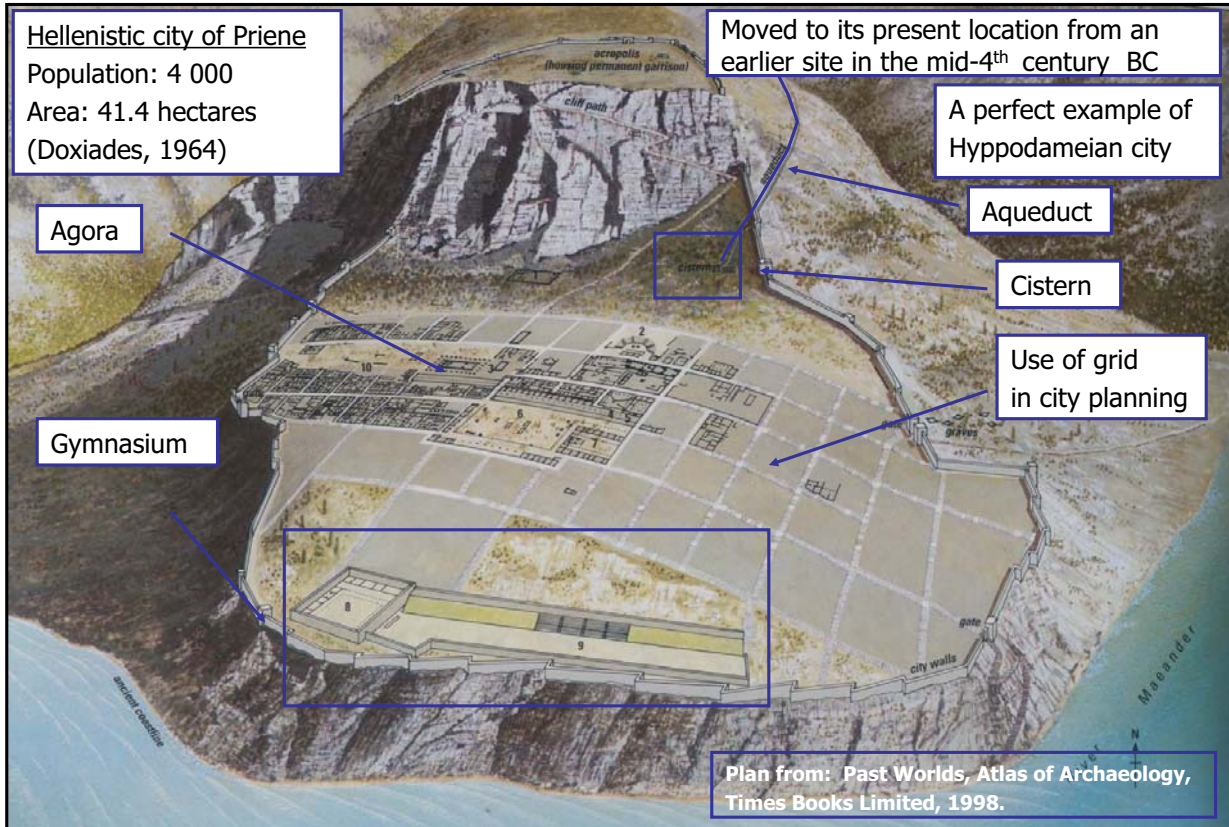 Hellenistic city of Priene
Population: 4 000
Area: 41.4 hectares
(Doxiades, 1964)
Moved to its present location from an
earlier site in the mid-4th century BC
A perfect example of
Hyppodameian city
acropolis
(housing permanent garrison)
cliff path
aqueduct
Aqueduct
Agora
cisterns
Cistern
Use of grid
in city planning
2
10
3
gate
6
1
gate
graves
Gymnasium
8
9
gate
city walls
ancient coastline
Maeander
River
N
Plan from: Past Worlds, Atlas of Archaeology,
Times Books Limited, 1998.